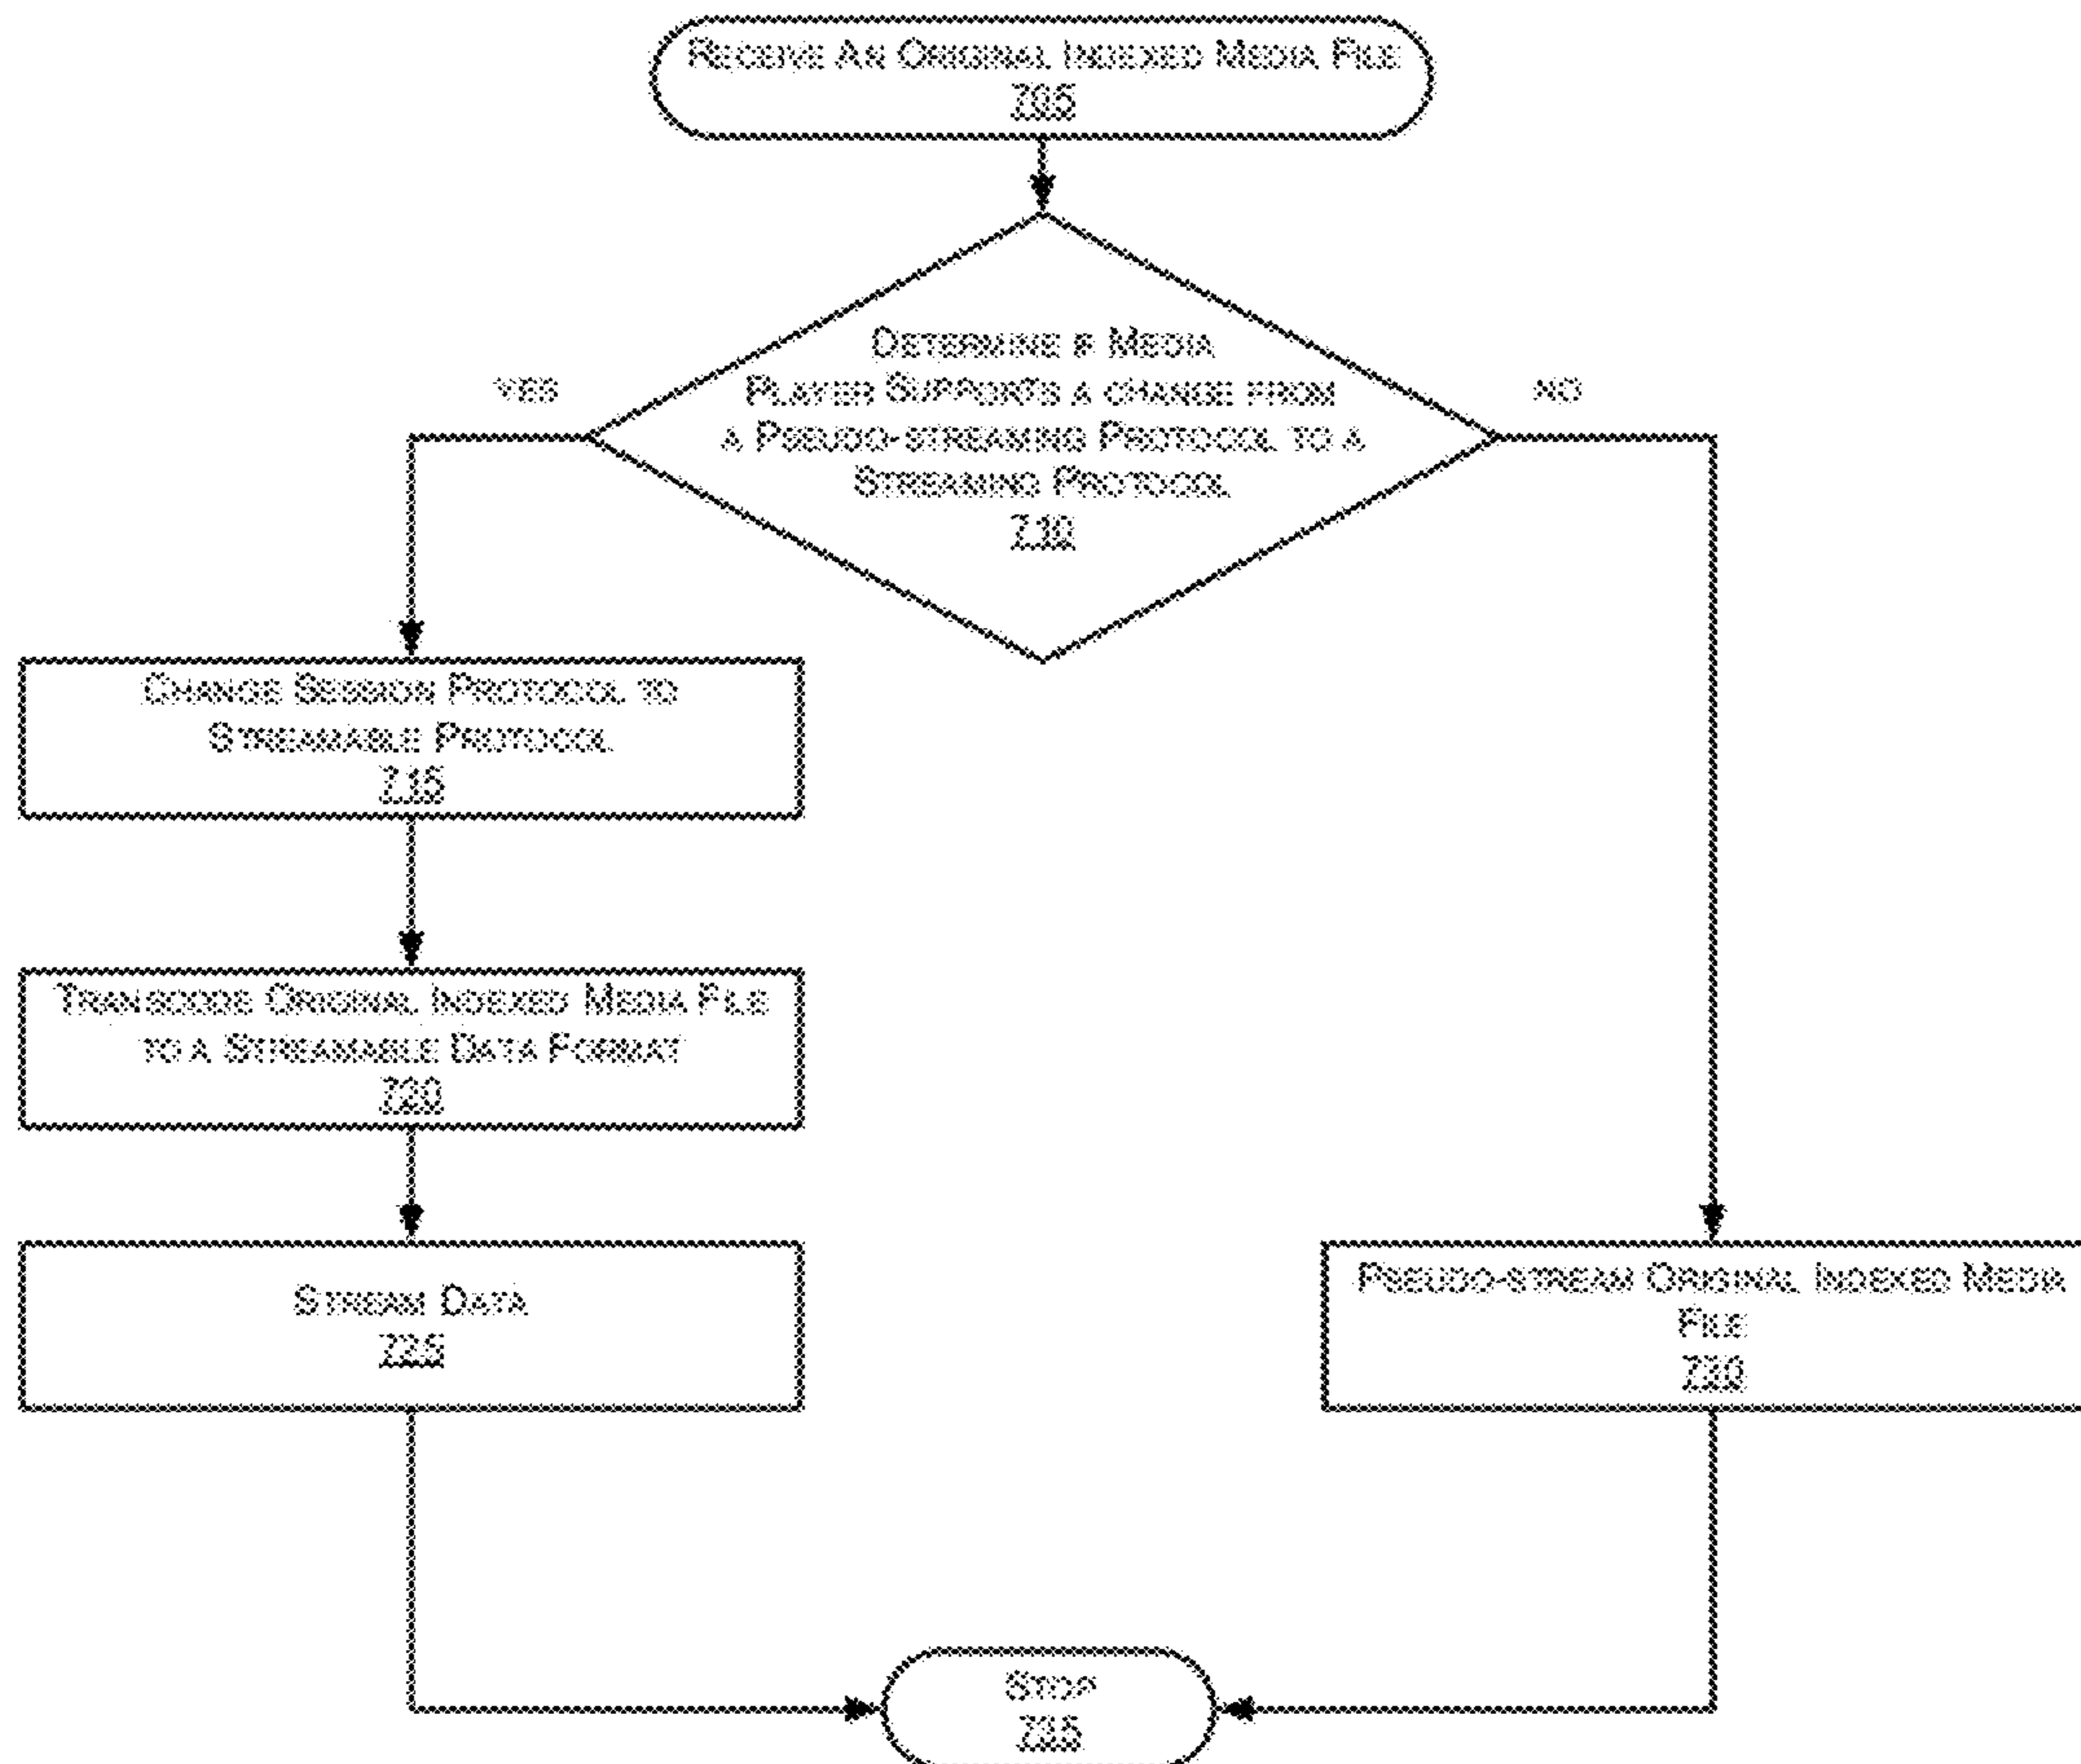 Receive An Original Indexed Media File
705
Determine if Media
Player Supports a change from
a Pseudo-streaming Protocol to a
Streaming Protocol
710
yes
no
Change Session Protocol to
Streamable Protocol
715
Transcode Original Indexed Media File
to a Streamable Data Format
720
Stream Data
725
Pseudo-stream Original Indexed Media
File
730
Stop
735